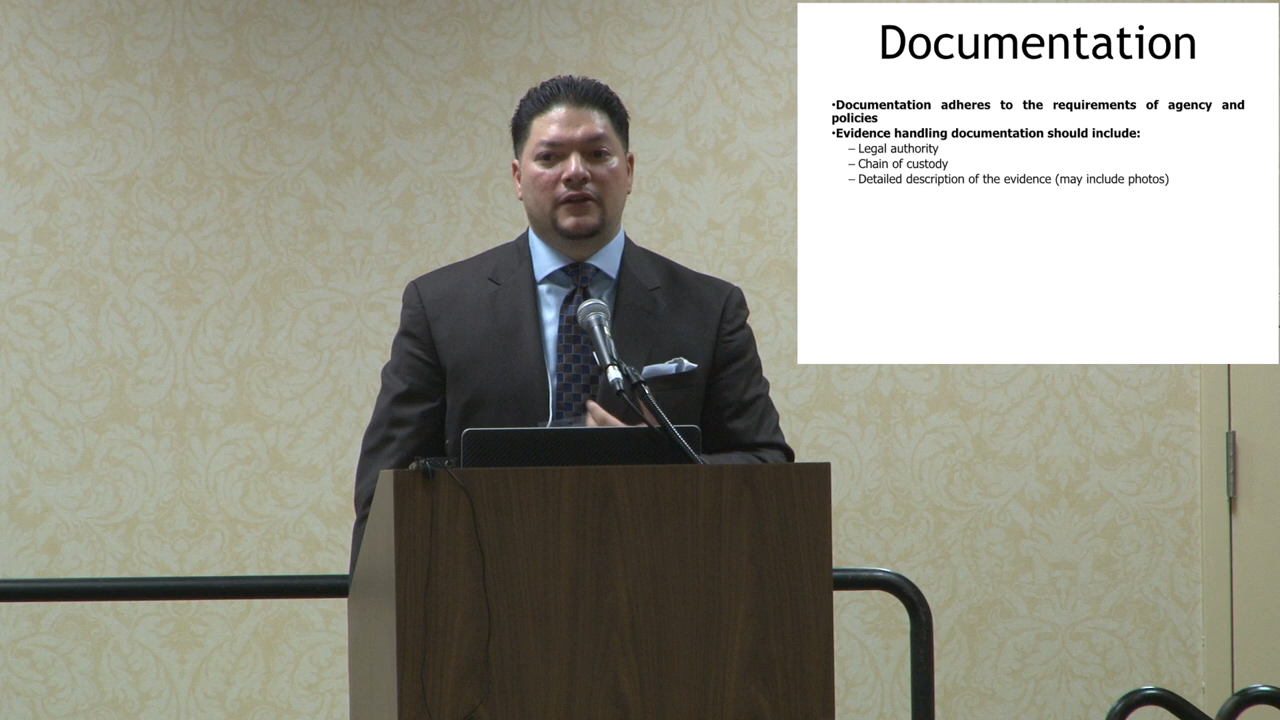 Documentation
•Documentation adheres to the requirements of agency and
policies
•Evidence handling documentation should include:
– Legal authority
– Chain of custody
– Detailed description of the evidence (may include photos)